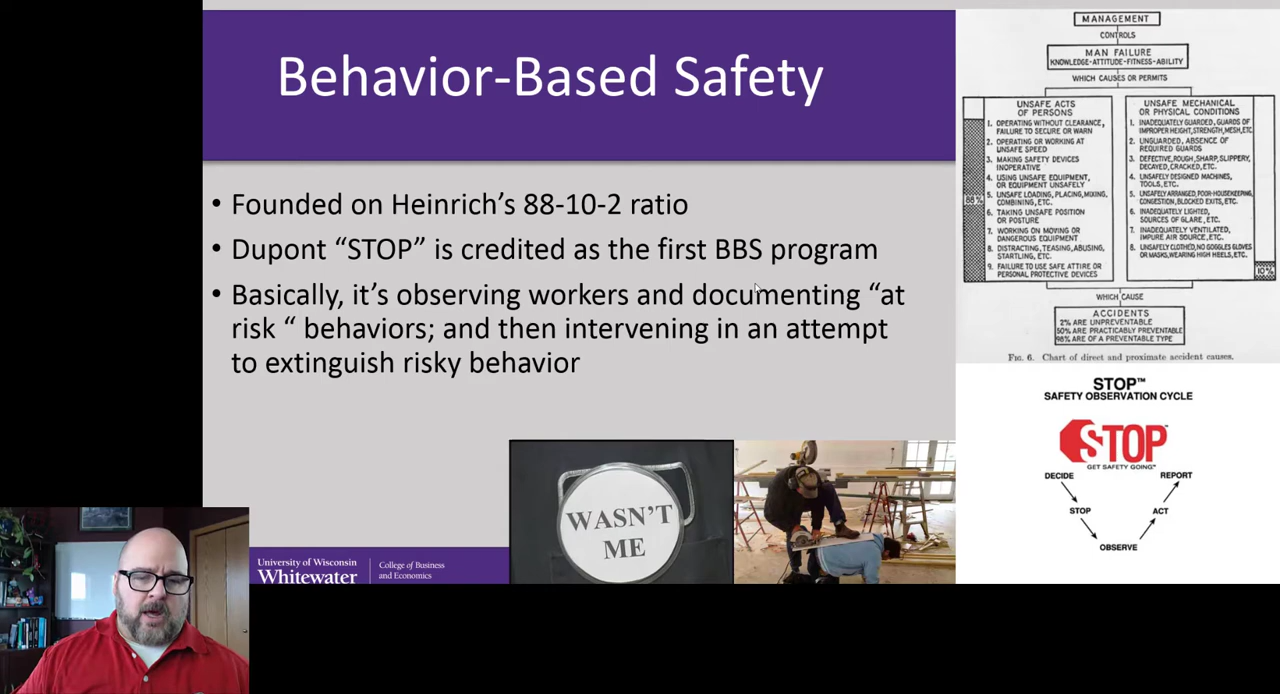 Behavior-Based Safety
• Founded on Heinrich's 88-10-2 ratio
• Dupont "STOP" is credited as the first BBS program
• Basically, it's observing workers and documenting "at
risk " behaviors; and then intervening in an attempt
to extinguish risky behavior
MANAGEMENT
CONTROLS
MAN FAILURE
KNOWLEDGE-ATTITUDE-FITNESS-ABILITY
WHICH CAUSES OR PERMITS
UNSAFE ACTS
OF PERSONS
1. OPERATING WITHOUT CLEARANCE,
FAILURE TO SECURE OR WARN
2. OPERATING OR WORKING AT
UNSAFE SPEED
3. MAKING SAFETY DEVICES
INOPERATIVE
4. USING UNSAFE EQUIPMENT,
OR EQUIPMENT UNSAFELY
5. UNSAFE LOADING, PLACING, MIXING,
COMBINING, ETC.
6. TAKING UNSAFE POSITION
OR POSTURE
7. WORKING ON MOVING OR
DANGEROUS EQUIPMENT
8. DISTRACTING, TEASING, ABUSING,
STARTLING, ETC.
9. FAILURE TO USE SAFE ATTIRE OR
PERSONAL PROTECTIVE DEVICES
88%
UNSAFE MECHANICAL
OR PHYSICAL CONDITIONS
1. INADEQUATELY GUARDED, GUARDS OF
IMPROPER HEIGHT, STRENGTH, MESH, ETC.
2. UNGUARDED, ABSENCE OF
REQUIRED GUARDS
3. DEFECTIVE, ROUGH, SHARP, SLIPPERY,
DECAYED, CRACKED, ETC.
4. UNSAFELY DESIGNED MACHINES,
TOOLS, ETC.
5. UNSAFELY ARRANGED, POOR HOUSEKEEPING,
CONGESTION, BLOCKED EXITS, ETC.
6. INADEQUATELY LIGHTED,
SOURCES OF GLARE, ETC.
7. INADEQUATELY VENTILATED,
IMPURE AIR SOURCE, ETC.
8. UNSAFELY CLOTHED, NO GOGGLES GLOVES
OR MASKS, WEARING HIGH HEELS, ETC.
10%
WHICH CAUSE
ACCIDENTS
2% ARE UNPREVENTABLE
50% ARE PRACTICABLY PREVENTABLE
98% ARE OF A PREVENTABLE TYPE
FIG. 6. Chart of direct and proximate accident causes.
STOP™
SAFETY OBSERVATION CYCLE
STOP™
GET SAFETY GOING™
DECIDE
REPORT
STOP
ACT
OBSERVE
WASN'T
ME
University of Wisconsin
Whitewater
College of Business
and Economics